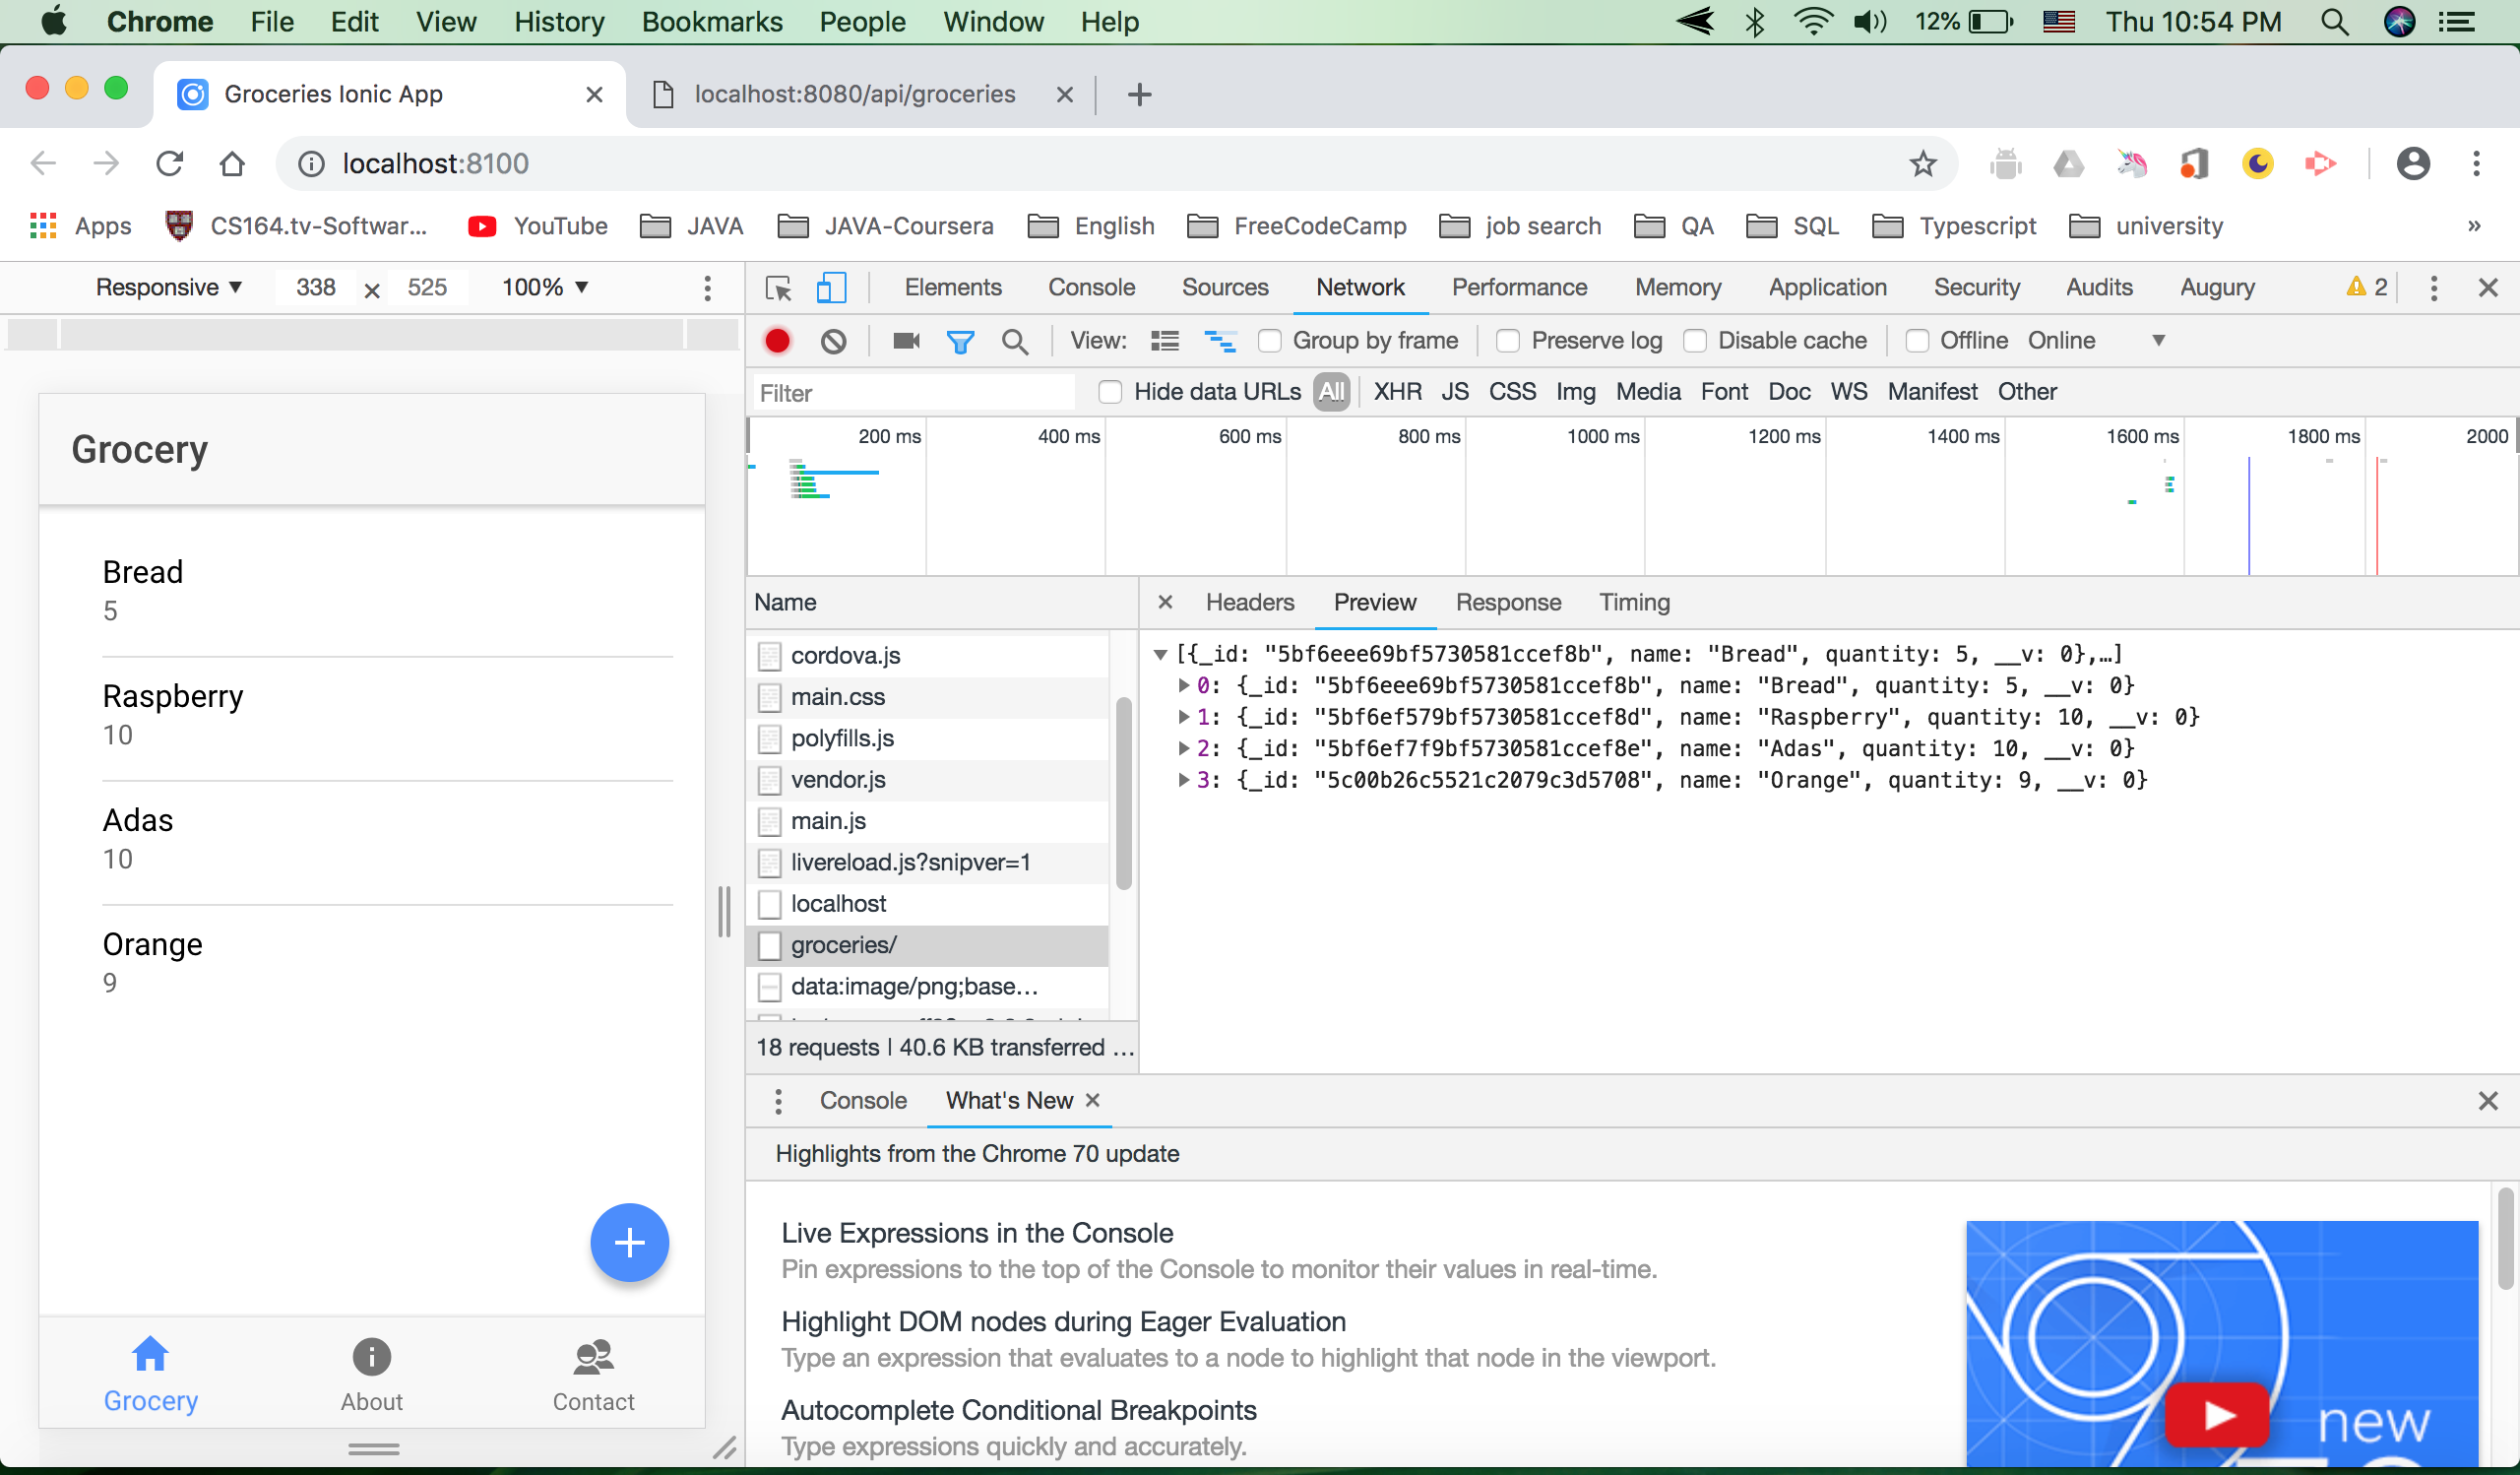 Chrome File Edit View History Bookmarks People Window Help 12% Thu 10:54 PM
Groceries Ionic App localhost:8080/api/groceries
localhost:8100
Apps CS164.tv-Softwar... YouTube JAVA JAVA-Coursera English FreeCodeCamp job search QA SQL Typescript university »
Responsive ▼ 338 × 525 100% ▼
Elements Console Sources Network Performance Memory Application Security Audits Augury 2
View: Group by frame Preserve log Disable cache Offline Online ▼
Filter Hide data URLs All XHR JS CSS Img Media Font Doc WS Manifest Other
200 ms 400 ms 600 ms 800 ms 1000 ms 1200 ms 1400 ms 1600 ms 1800 ms 2000
Grocery
Bread
5
Raspberry
10
Adas
10
Orange
9
Grocery About Contact
Name
cordova.js
main.css
polyfills.js
vendor.js
main.js
livereload.js?snipver=1
localhost
groceries/
data:image/png;base...
18 requests | 40.6 KB transferred ...
Headers Preview Response Timing
▼ [{_id: "5bf6eee69bf5730581ccef8b", name: "Bread", quantity: 5, __v: 0},…]
▶ 0: {_id: "5bf6eee69bf5730581ccef8b", name: "Bread", quantity: 5, __v: 0}
▶ 1: {_id: "5bf6ef579bf5730581ccef8d", name: "Raspberry", quantity: 10, __v: 0}
▶ 2: {_id: "5bf6ef7f9bf5730581ccef8e", name: "Adas", quantity: 10, __v: 0}
▶ 3: {_id: "5c00b26c5521c2079c3d5708", name: "Orange", quantity: 9, __v: 0}
Console What's New
Highlights from the Chrome 70 update
Live Expressions in the Console
Pin expressions to the top of the Console to monitor their values in real-time.
Highlight DOM nodes during Eager Evaluation
Type an expression that evaluates to a node to highlight that node in the viewport.
Autocomplete Conditional Breakpoints
Type expressions quickly and accurately.
new